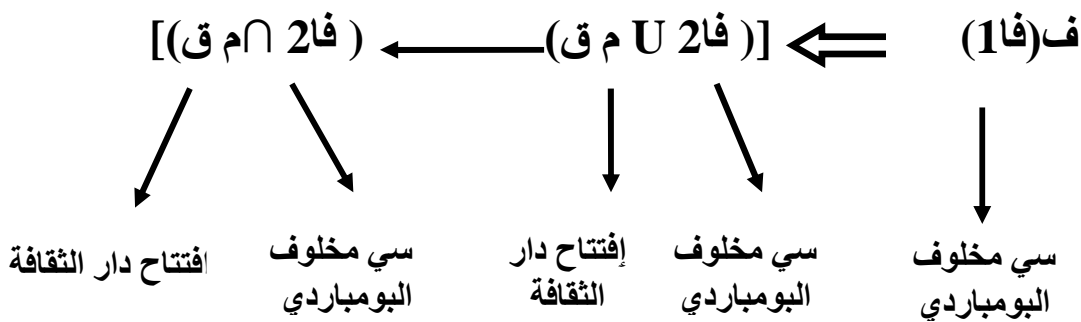 ف(فا1) [( فا2 U م ق) ( فا2 ∩م ق)]
سي مخلوف
البومباردي
سي مخلوف
البومباردي
إفتتاح دار
الثقافة
سي مخلوف
البومباردي
افتتاح دار الثقافة